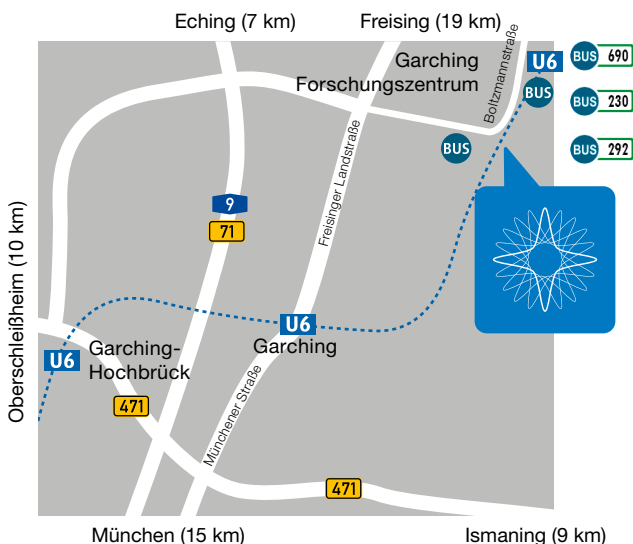 Eching (7 km)
Freising (19 km)
Garching
Forschungszentrum
Boltzmannstraße
U6
BUS 690
BUS
BUS 230
BUS
BUS 292
Freisinger Landstraße
9
71
Oberschleißheim (10 km)
U6
Garching
U6
Garching-
Hochbrück
471
Münchener Straße
471
München (15 km)
Ismaning (9 km)